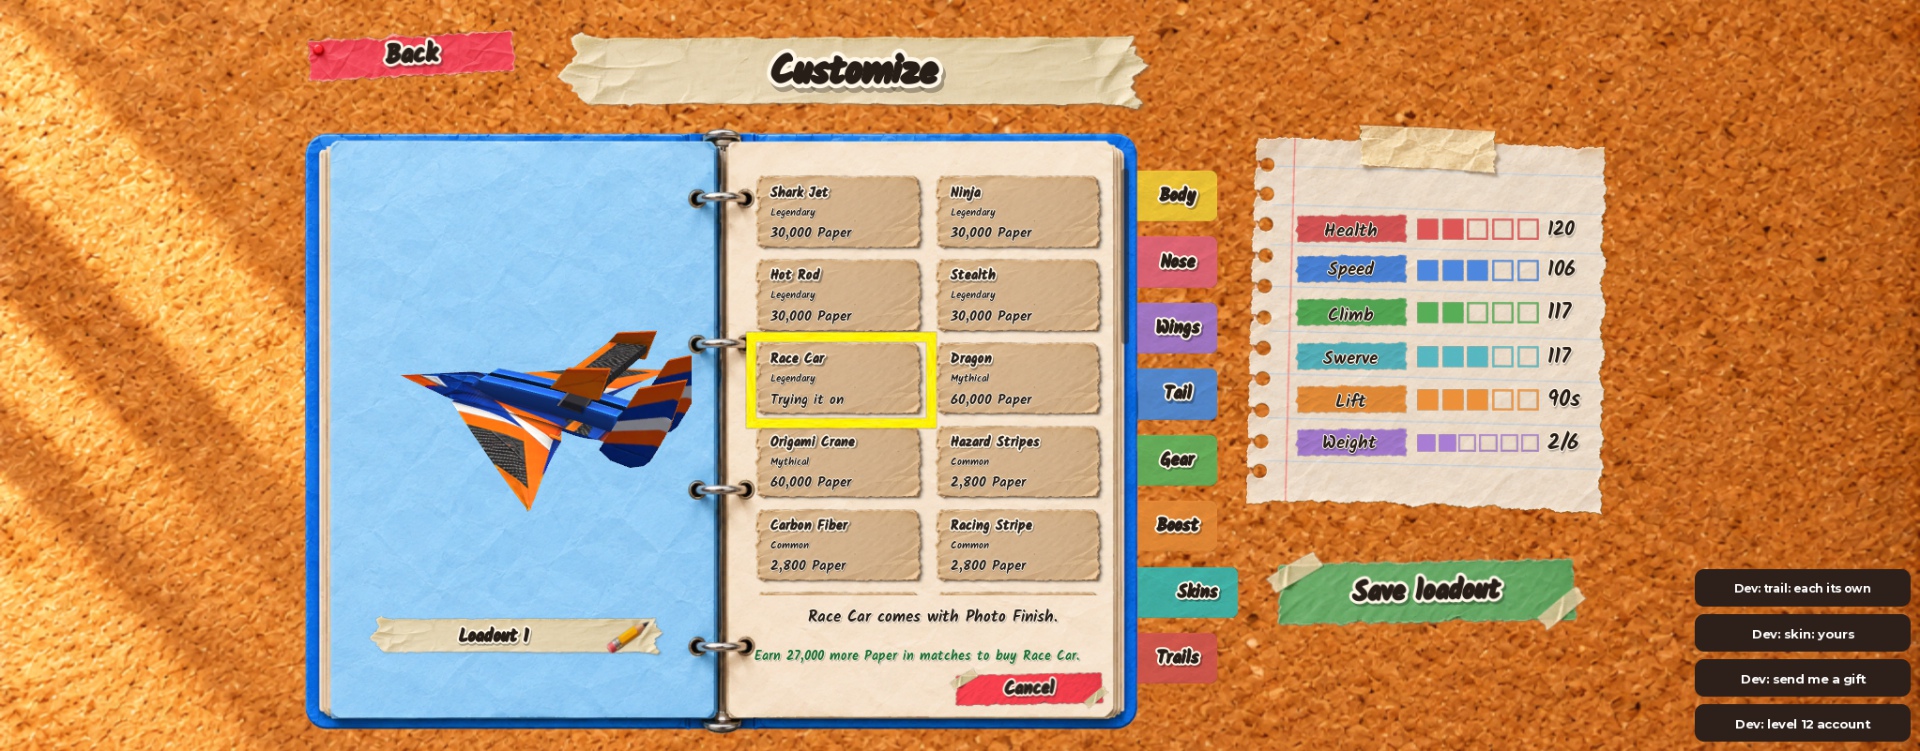 Back
Customize
Shark Jet
Legendary
30,000 Paper
Ninja
Legendary
30,000 Paper
Hot Rod
Legendary
30,000 Paper
Stealth
Legendary
30,000 Paper
Race Car
Legendary
Trying it on
Dragon
Mythical
60,000 Paper
Origami Crane
Mythical
60,000 Paper
Hazard Stripes
Common
2,800 Paper
Carbon Fiber
Common
2,800 Paper
Racing Stripe
Common
2,800 Paper
Race Car comes with Photo Finish.
Earn 27,000 more Paper in matches to buy Race Car.
Cancel
Loadout 1
Body
Nose
Wings
Tail
Gear
Boost
Skins
Trails
Health 120
Speed 106
Climb 117
Swerve 117
Lift 90s
Weight 2/6
Save loadout
Dev: trail: each its own
Dev: skin: yours
Dev: send me a gift
Dev: level 12 account